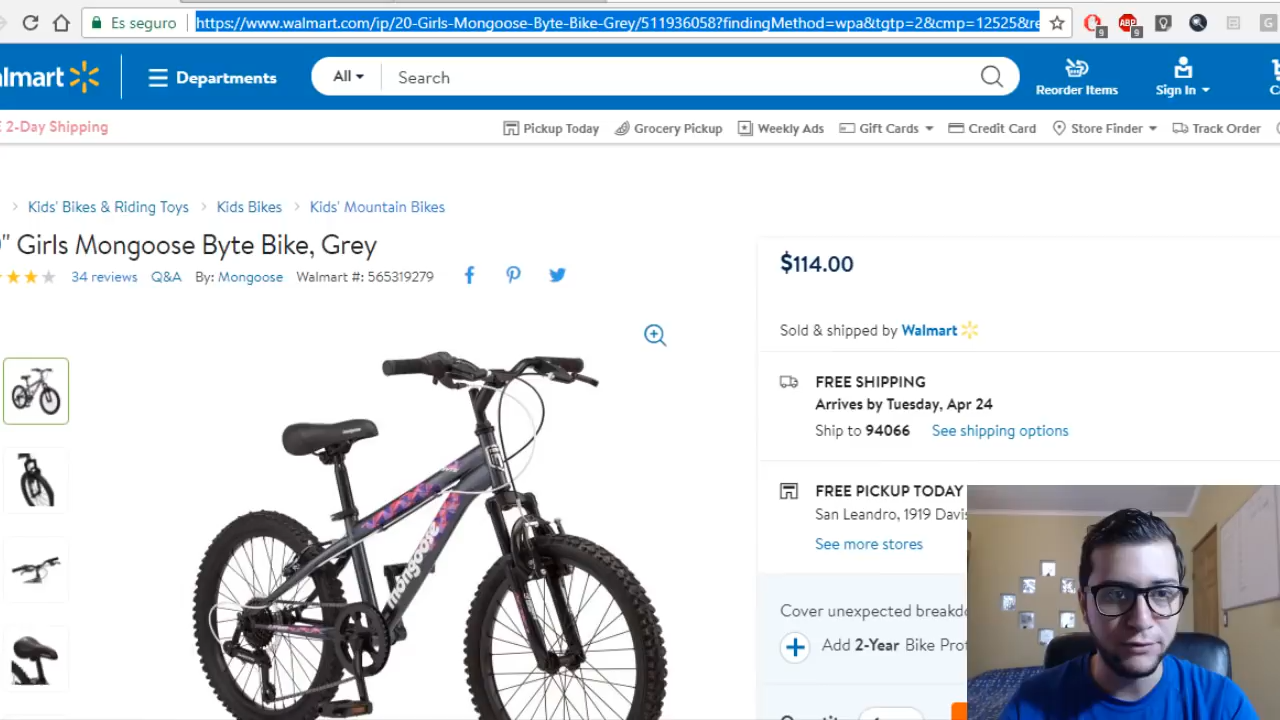 Es seguro https://www.walmart.com/ip/20-Girls-Mongoose-Byte-Bike-Grey/511936058?findingMethod=wpa&tgtp=2&cmp=12525&re 9 ABP 9 G
lmart Departments All Search Reorder Items Sign In
2-Day Shipping Pickup Today Grocery Pickup Weekly Ads Gift Cards Credit Card Store Finder Track Order
> Kids' Bikes & Riding Toys > Kids Bikes > Kids' Mountain Bikes
" Girls Mongoose Byte Bike, Grey
34 reviews Q&A By: Mongoose Walmart #: 565319279
$114.00
Sold & shipped by Walmart
FREE SHIPPING
Arrives by Tuesday, Apr 24
Ship to 94066 See shipping options
FREE PICKUP TODAY
San Leandro, 1919 Davis
See more stores
Cover unexpected breakdo
Add 2-Year Bike Prot
mongoose